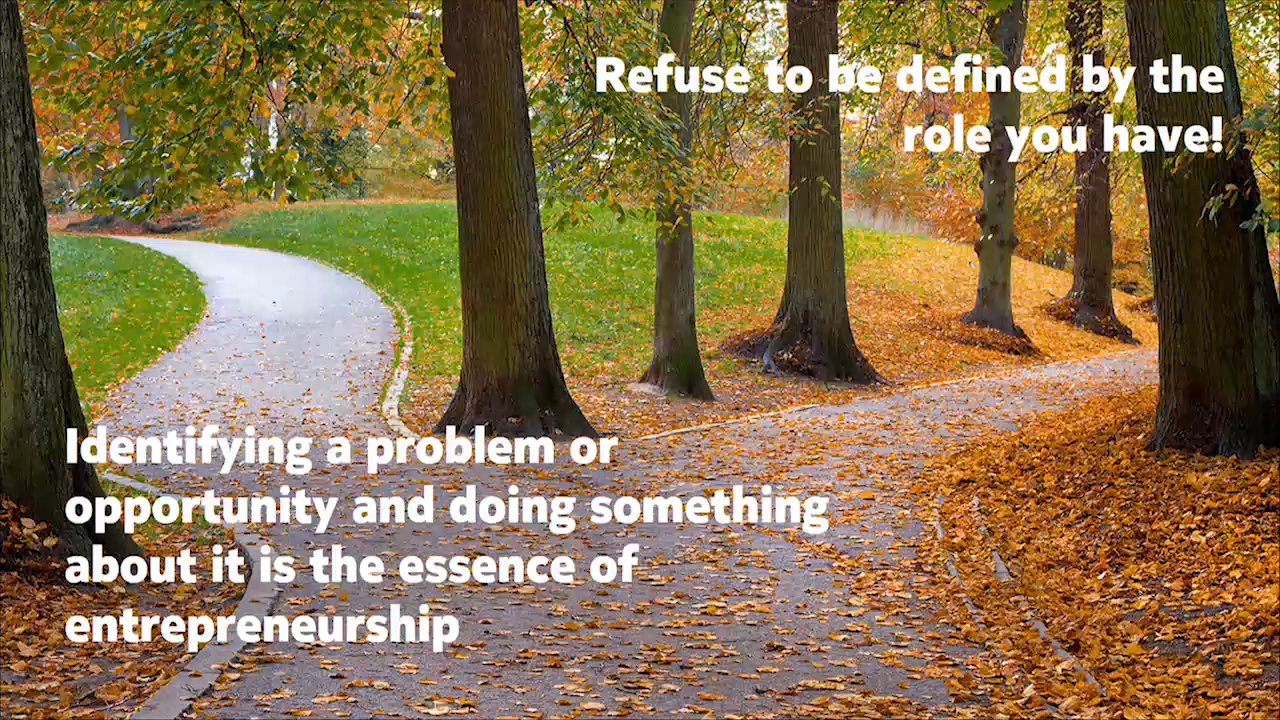 Refuse to be defined by the
role you have!
Identifying a problem or
opportunity and doing something
about it is the essence of
entrepreneurship